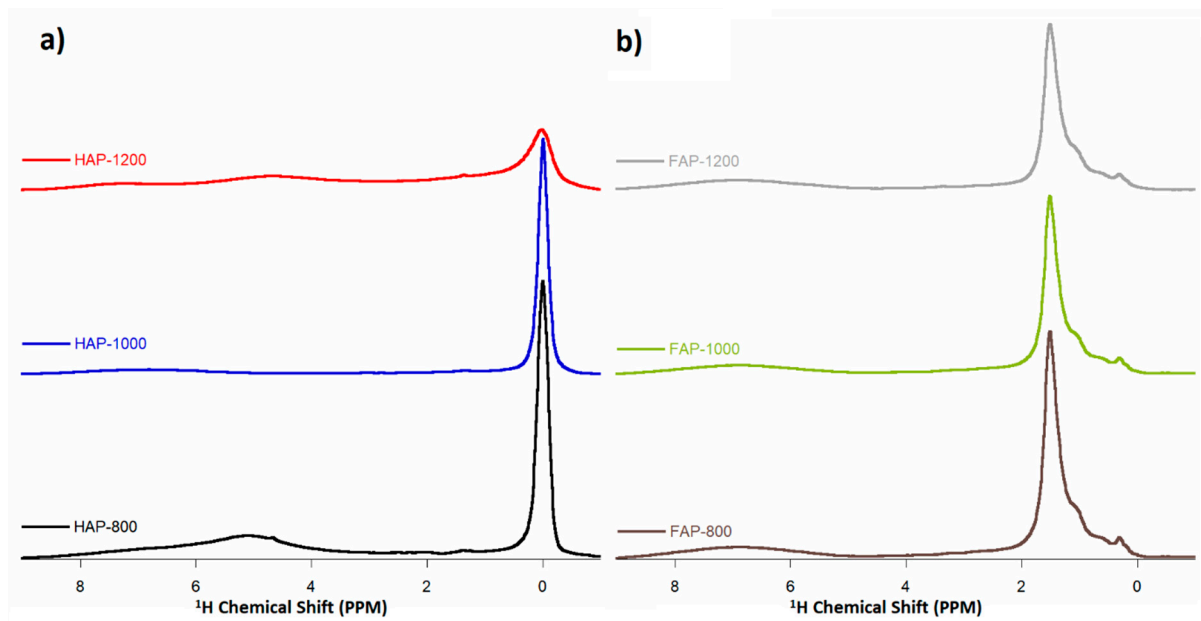 a)
HAP-1200
HAP-1000
HAP-800
8 6 4 2 0
¹H Chemical Shift (PPM)
b)
FAP-1200
FAP-1000
FAP-800
8 6 4 2 0
¹H Chemical Shift (PPM)